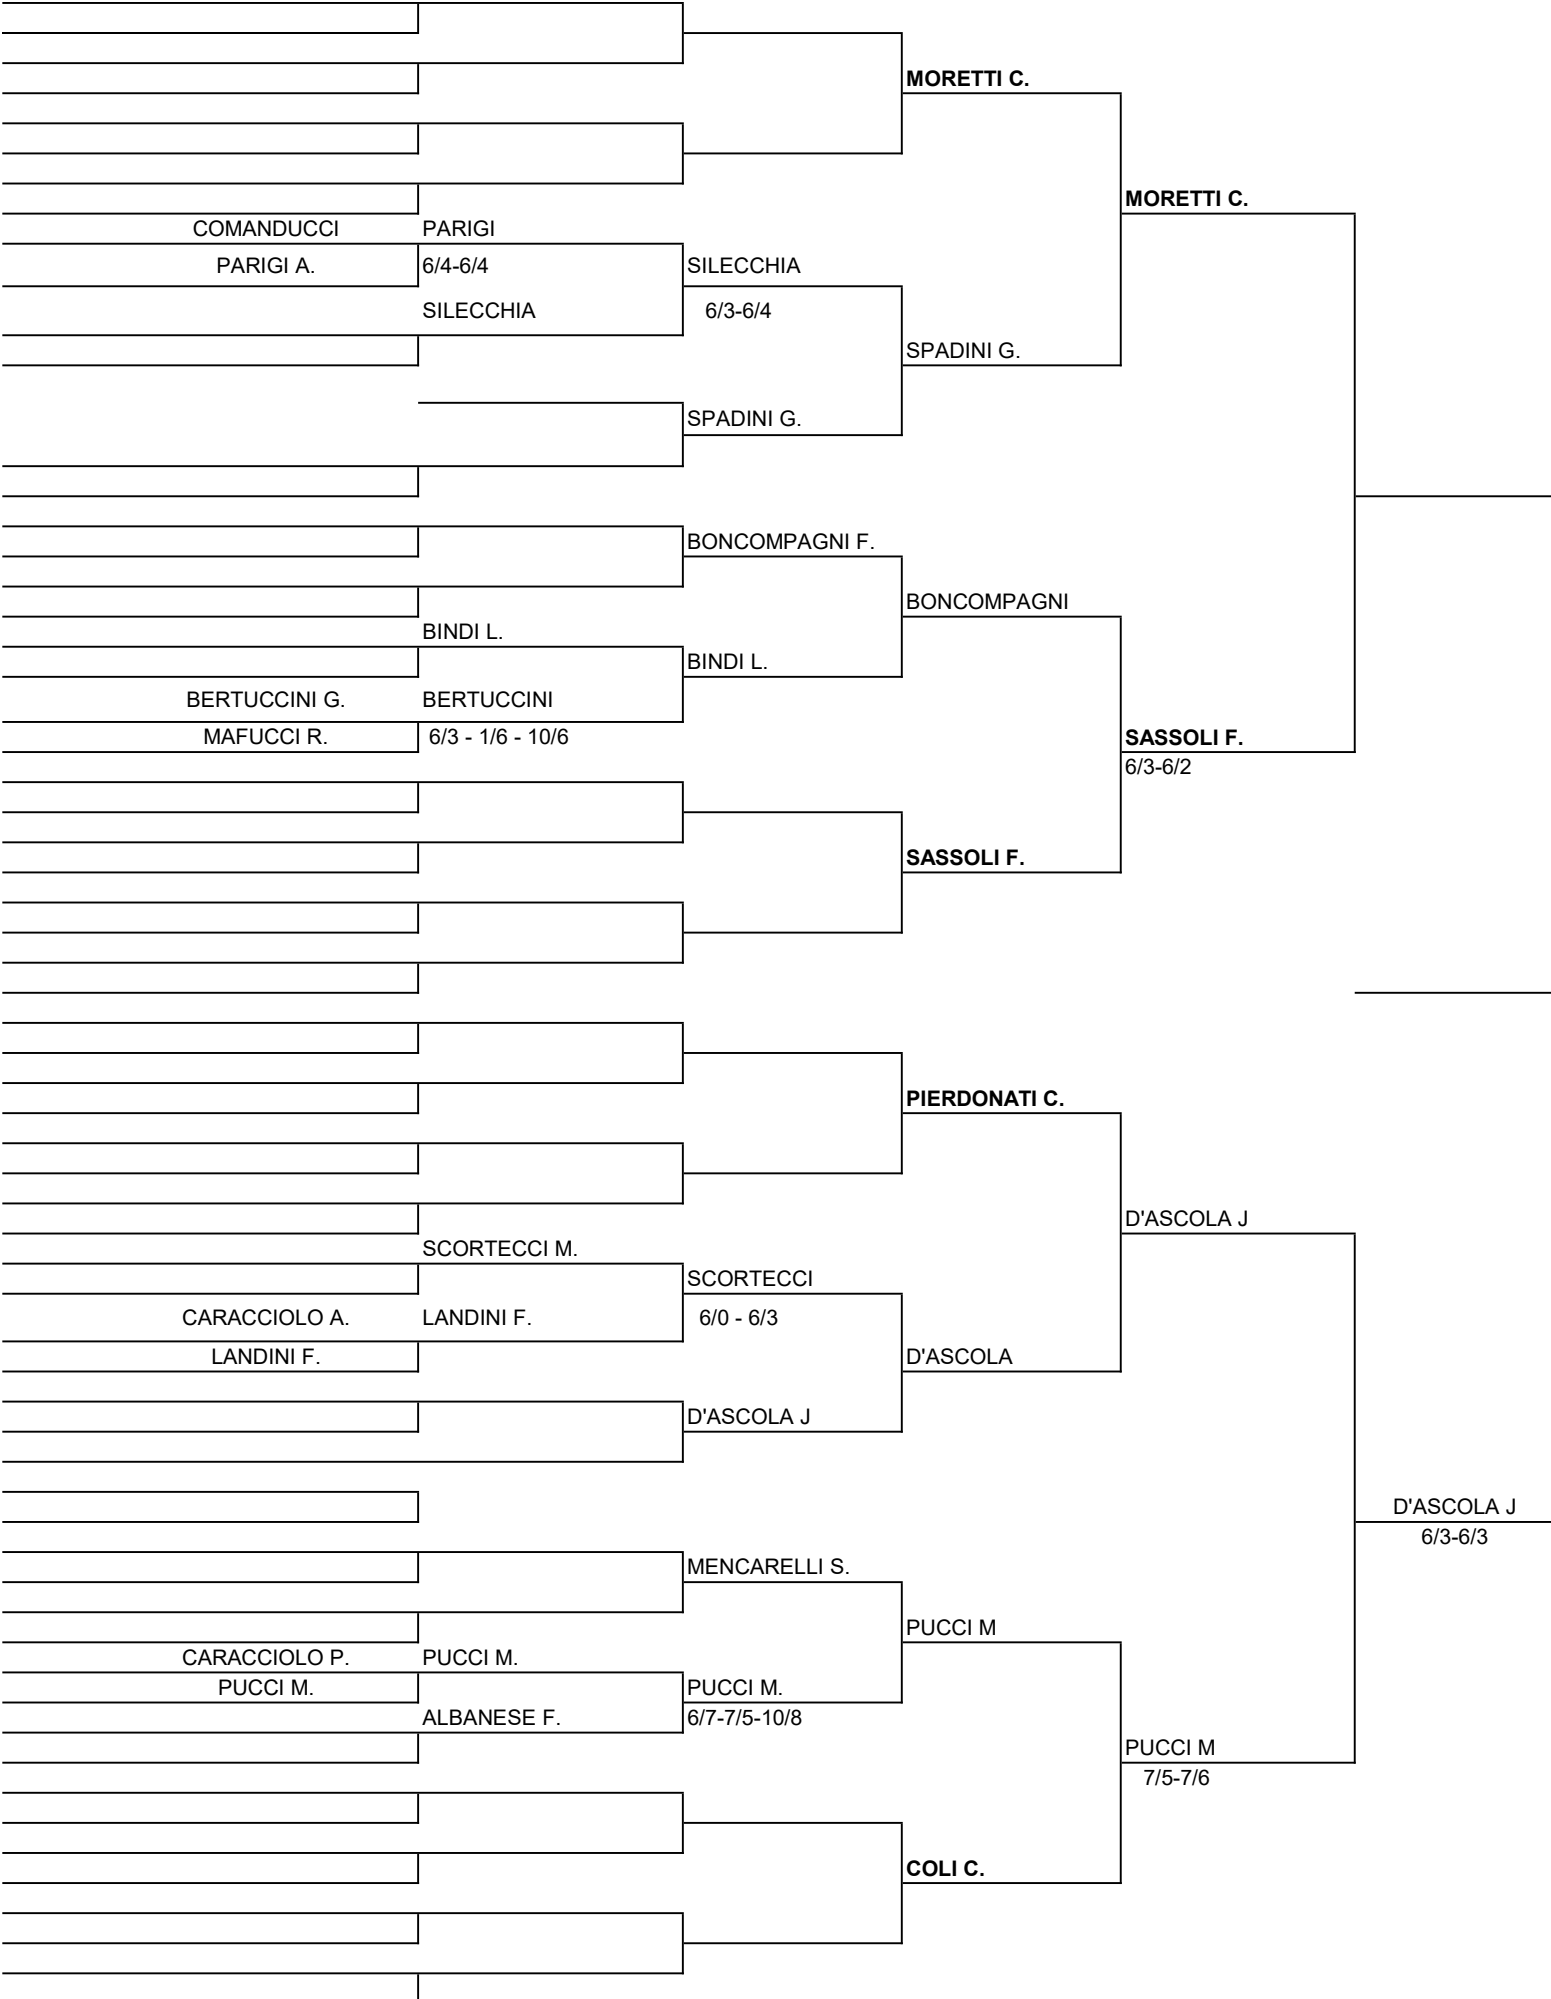 MORETTI C.
MORETTI C.
COMANDUCCI PARIGI
PARIGI A. 6/4-6/4 SILECCHIA
SILECCHIA 6/3-6/4
SPADINI G.
SPADINI G.
BONCOMPAGNI F.
BONCOMPAGNI
BINDI L.
BINDI L.
BERTUCCINI G. BERTUCCINI
MAFUCCI R. 6/3 - 1/6 - 10/6 SASSOLI F.
6/3-6/2
SASSOLI F.
PIERDONATI C.
D'ASCOLA J
SCORTECCI M.
SCORTECCI
CARACCIOLO A. LANDINI F. 6/0 - 6/3
LANDINI F. D'ASCOLA
D'ASCOLA J
D'ASCOLA J
6/3-6/3
MENCARELLI S.
PUCCI M
CARACCIOLO P. PUCCI M.
PUCCI M. PUCCI M.
ALBANESE F. 6/7-7/5-10/8
PUCCI M
7/5-7/6
COLI C.